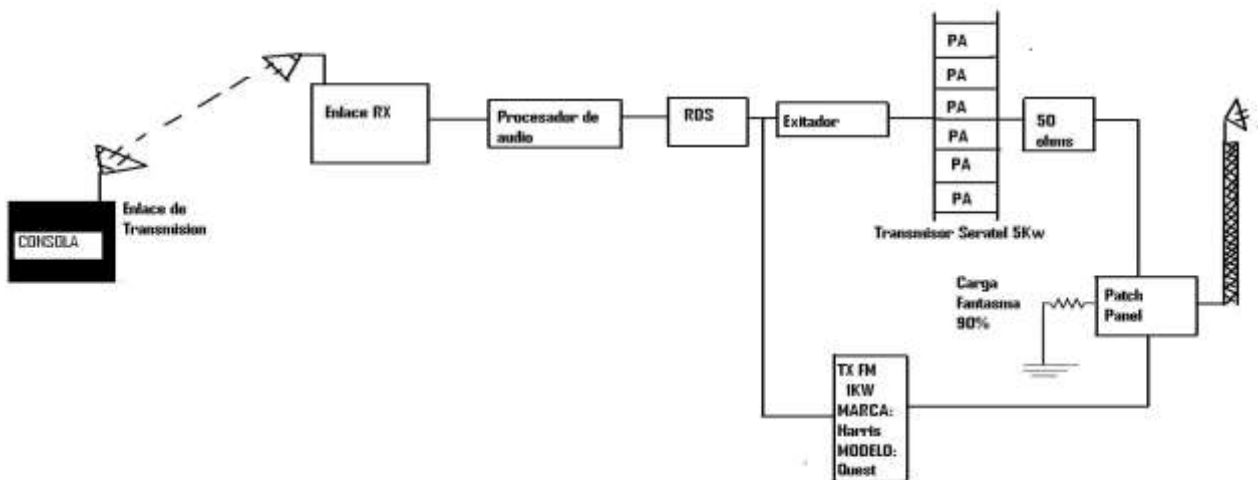 CONSOLA
Enlace de
Transmision
Enlace RX
Procesador de
audio
RDS
Exitador
PA
PA
PA
PA
PA
PA
Transmisor Seratel 5Kw
50
ohms
Carga
Fantasma
90%
Patch
Panel
TX FM
1KW
MARCA:
Harris
MODELO:
Quest